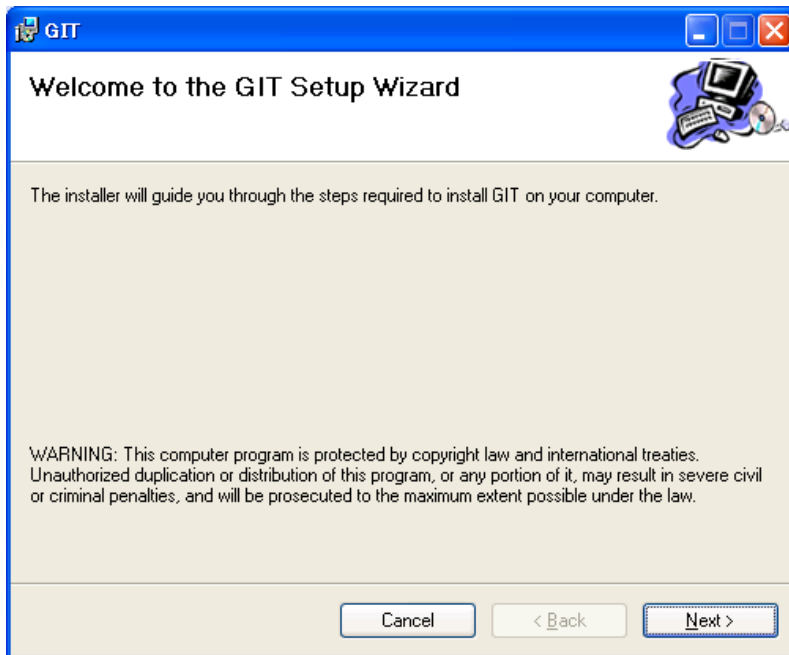 GIT
Welcome to the GIT Setup Wizard
The installer will guide you through the steps required to install GIT on your computer.
WARNING: This computer program is protected by copyright law and international treaties.
Unauthorized duplication or distribution of this program, or any portion of it, may result in severe civil
or criminal penalties, and will be prosecuted to the maximum extent possible under the law.
Cancel < Back Next >